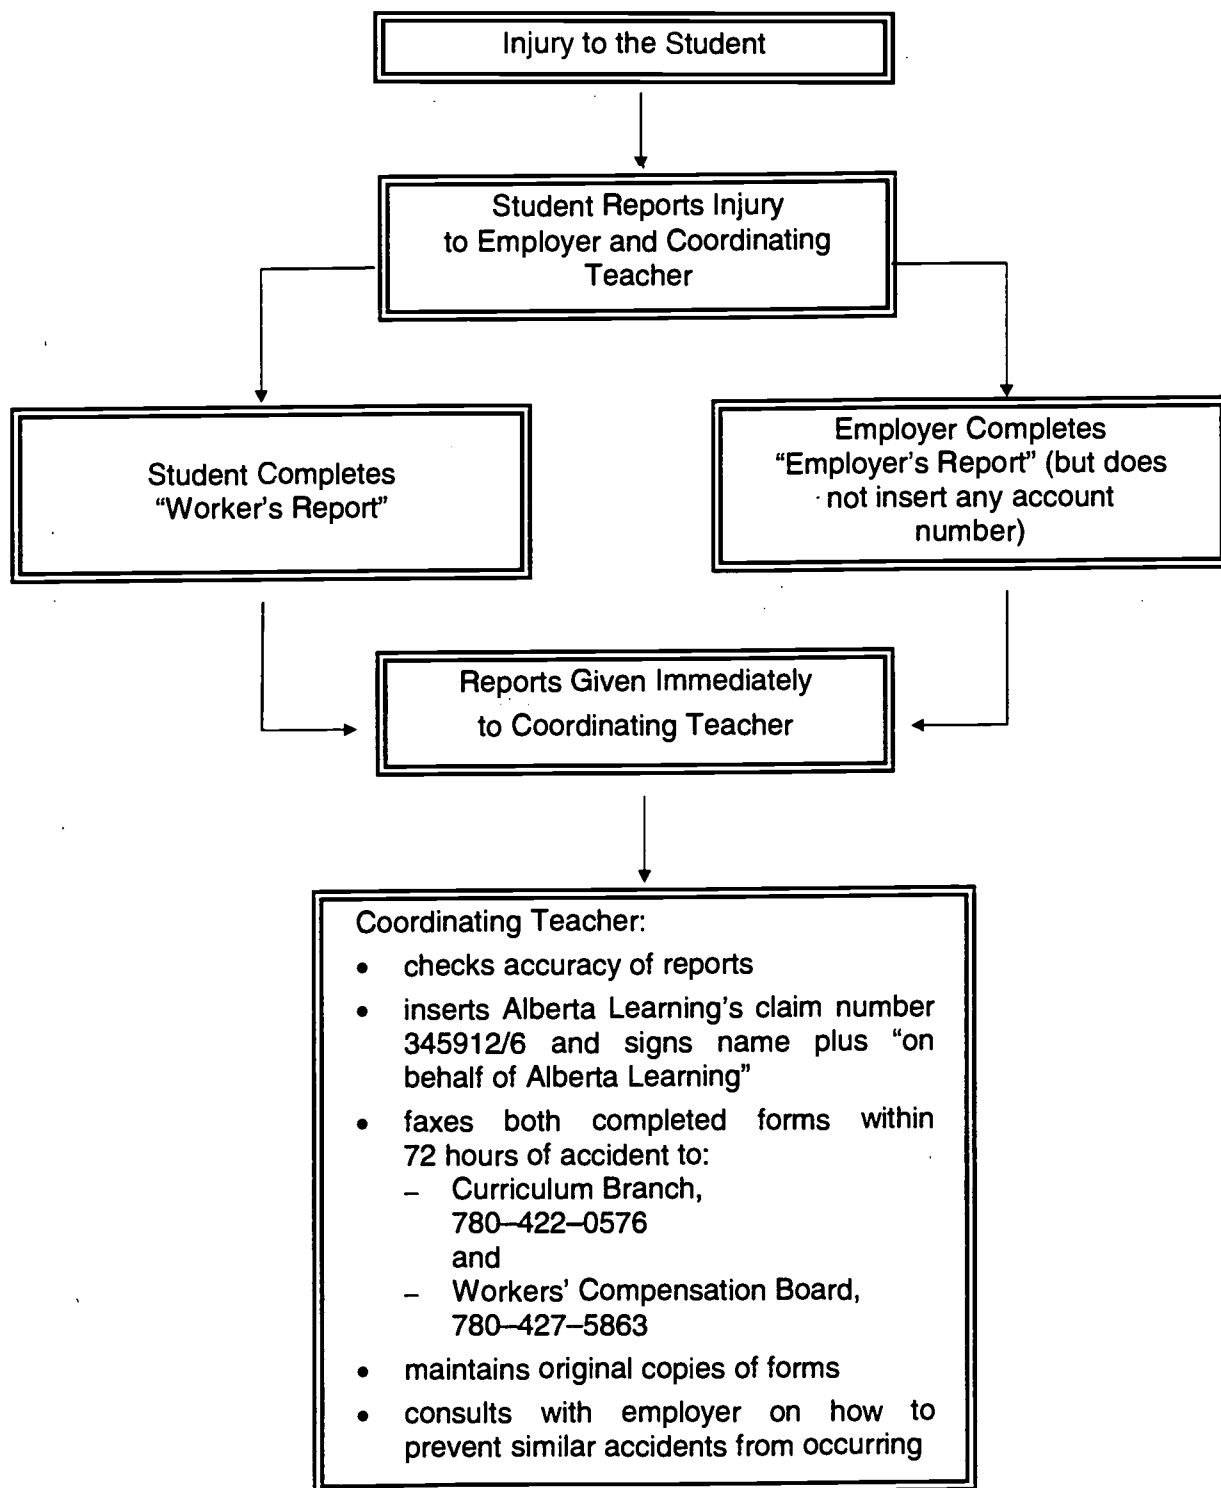 Injury to the Student
Student Reports Injury
to Employer and Coordinating
Teacher
Student Completes
“Worker’s Report”
Employer Completes
“Employer’s Report” (but does
not insert any account
number)
Reports Given Immediately
to Coordinating Teacher
Coordinating Teacher:
• checks accuracy of reports
• inserts Alberta Learning’s claim number
345912/6 and signs name plus “on
behalf of Alberta Learning”
• faxes both completed forms within
72 hours of accident to:
– Curriculum Branch,
780–422–0576
and
– Workers’ Compensation Board,
780–427–5863
• maintains original copies of forms
• consults with employer on how to
prevent similar accidents from occurring